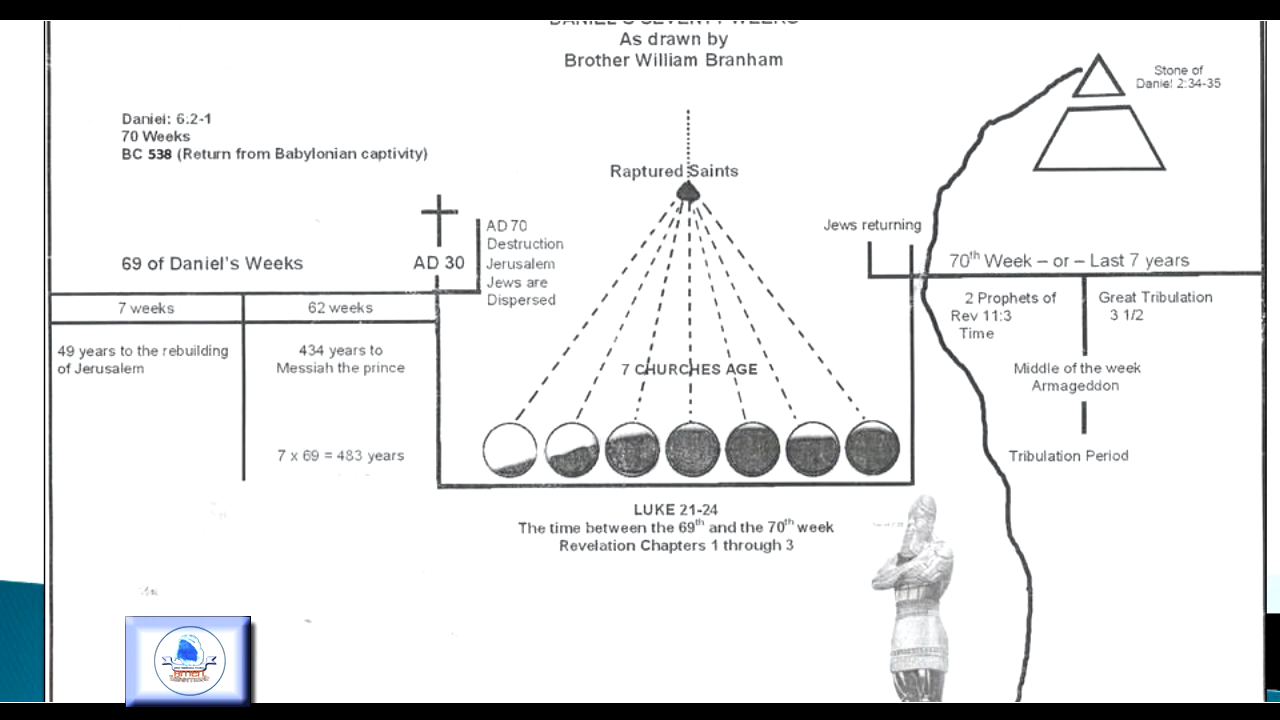 DANIEL'S SEVENTY WEEKS
As drawn by
Brother William Branham
Stone of
Daniel 2:34-35
Daniel: 6:2-1
70 Weeks
BC 538 (Return from Babylonian captivity)
Raptured Saints
Jews returning
AD 70
Destruction
Jerusalem
Jews are
Dispersed
69 of Daniel's Weeks
AD 30
70th Week – or – Last 7 years
7 weeks
62 weeks
2 Prophets of
Rev 11:3
Time
Great Tribulation
3 1/2
49 years to the rebuilding
of Jerusalem
434 years to
Messiah the prince
7 CHURCHES AGE
Middle of the week
Armageddon
7 x 69 = 483 years
Tribulation Period
LUKE 21-24
The time between the 69th and the 70th week
Revelation Chapters 1 through 3